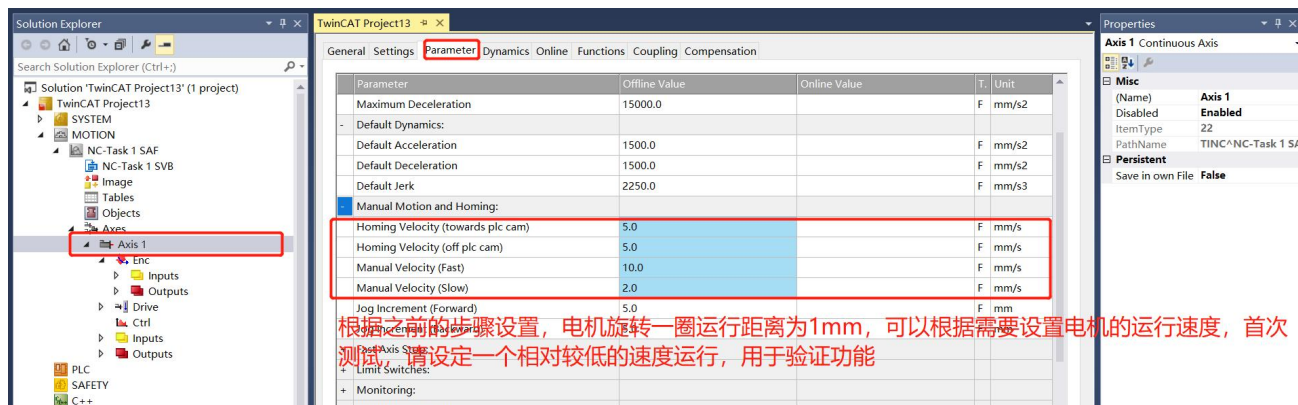 Solution Explorer
Search Solution Explorer (Ctrl+;)
Solution 'TwinCAT Project13' (1 project)
TwinCAT Project13
SYSTEM
MOTION
NC-Task 1 SAF
NC-Task 1 SVB
Image
Tables
Objects
Axes
Axis 1
Enc
Inputs
Outputs
Drive
Ctrl
Inputs
Outputs
PLC
SAFETY
C++
TwinCAT Project13
General Settings Parameter Dynamics Online Functions Coupling Compensation
Parameter Offline Value Online Value T. Unit
Maximum Deceleration 15000.0 F mm/s2
- Default Dynamics:
Default Acceleration 1500.0 F mm/s2
Default Deceleration 1500.0 F mm/s2
Default Jerk 2250.0 F mm/s3
- Manual Motion and Homing:
Homing Velocity (towards plc cam) 5.0 F mm/s
Homing Velocity (off plc cam) 5.0 F mm/s
Manual Velocity (Fast) 10.0 F mm/s
Manual Velocity (Slow) 2.0 F mm/s
Jog Increment (Forward) 5.0 F mm
Jog Increment (Backward)
根据之前的步骤设置，电机旋转一圈运行距离为1mm，可以根据需要设置电机的运行速度，首次
Fast Axis Stop:
测试，请设定一个相对较低的速度运行，用于验证功能
+ Limit Switches:
+ Monitoring:
Properties
Axis 1 Continuous Axis
Misc
(Name) Axis 1
Disabled Enabled
ItemType 22
PathName TINC^NC-Task 1 SA
Persistent
Save in own File False